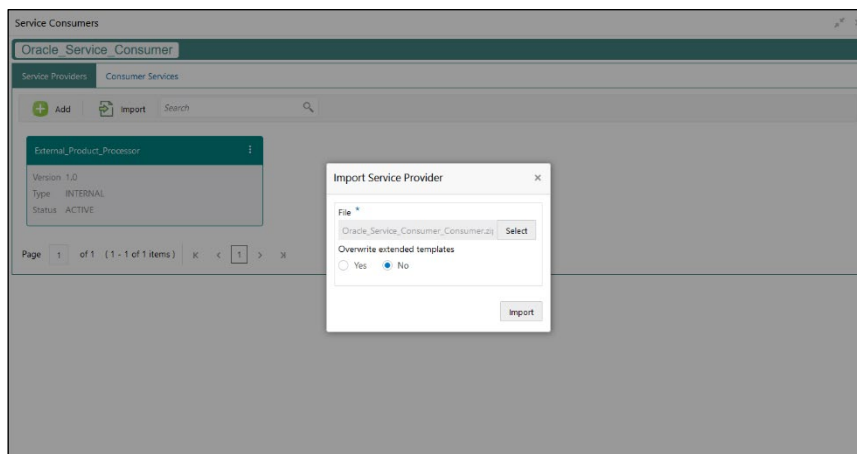 Service Consumers
Oracle_Service_Consumer
Service Providers Consumer Services
Add Import Search
External_Product_Processor
Version 1.0
Type INTERNAL
Status ACTIVE
Page 1 of 1 (1 - 1 of 1 items) K < 1 > X
Import Service Provider ×
File *
Oracle_Service_Consumer_Consumer.zip Select
Overwrite extended templates
Yes No
Import